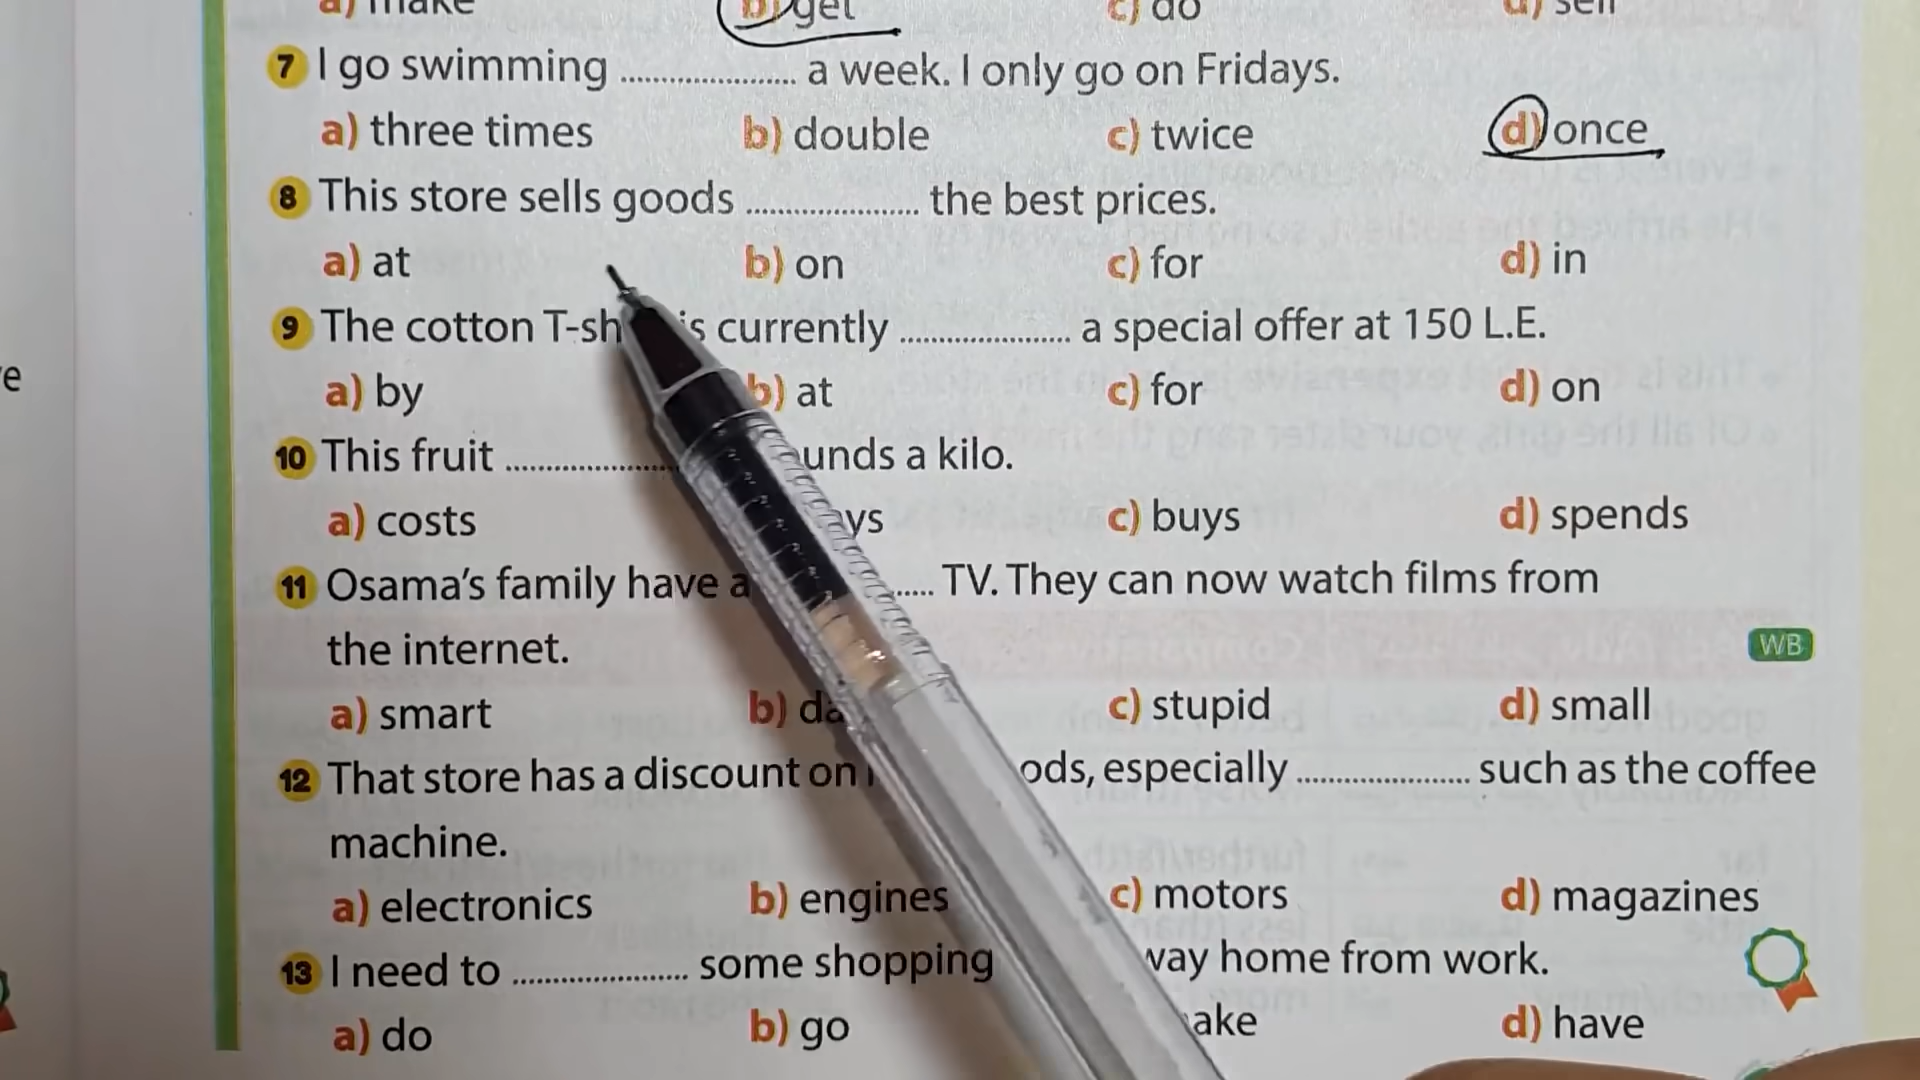 a) make b) get c) do d) sell
7 I go swimming ..................... a week. I only go on Fridays.
a) three times b) double c) twice d) once
8 This store sells goods ..................... the best prices.
a) at b) on c) for d) in
9 The cotton is currently ..................... a special offer at 150 L.E.
a) by b) at c) for d) on
10 This fruit ..................... a kilo.
a) costs c) buys d) spends
11 Osama's family have a ...... TV. They can now watch films from
the internet. WB
a) smart b) c) stupid d) small
12 That store has a discount on especially ..................... such as the coffee
machine.
a) electronics b) engines c) motors d) magazines
13 I need to ..................... some shopping home from work.
a) do b) go d) have